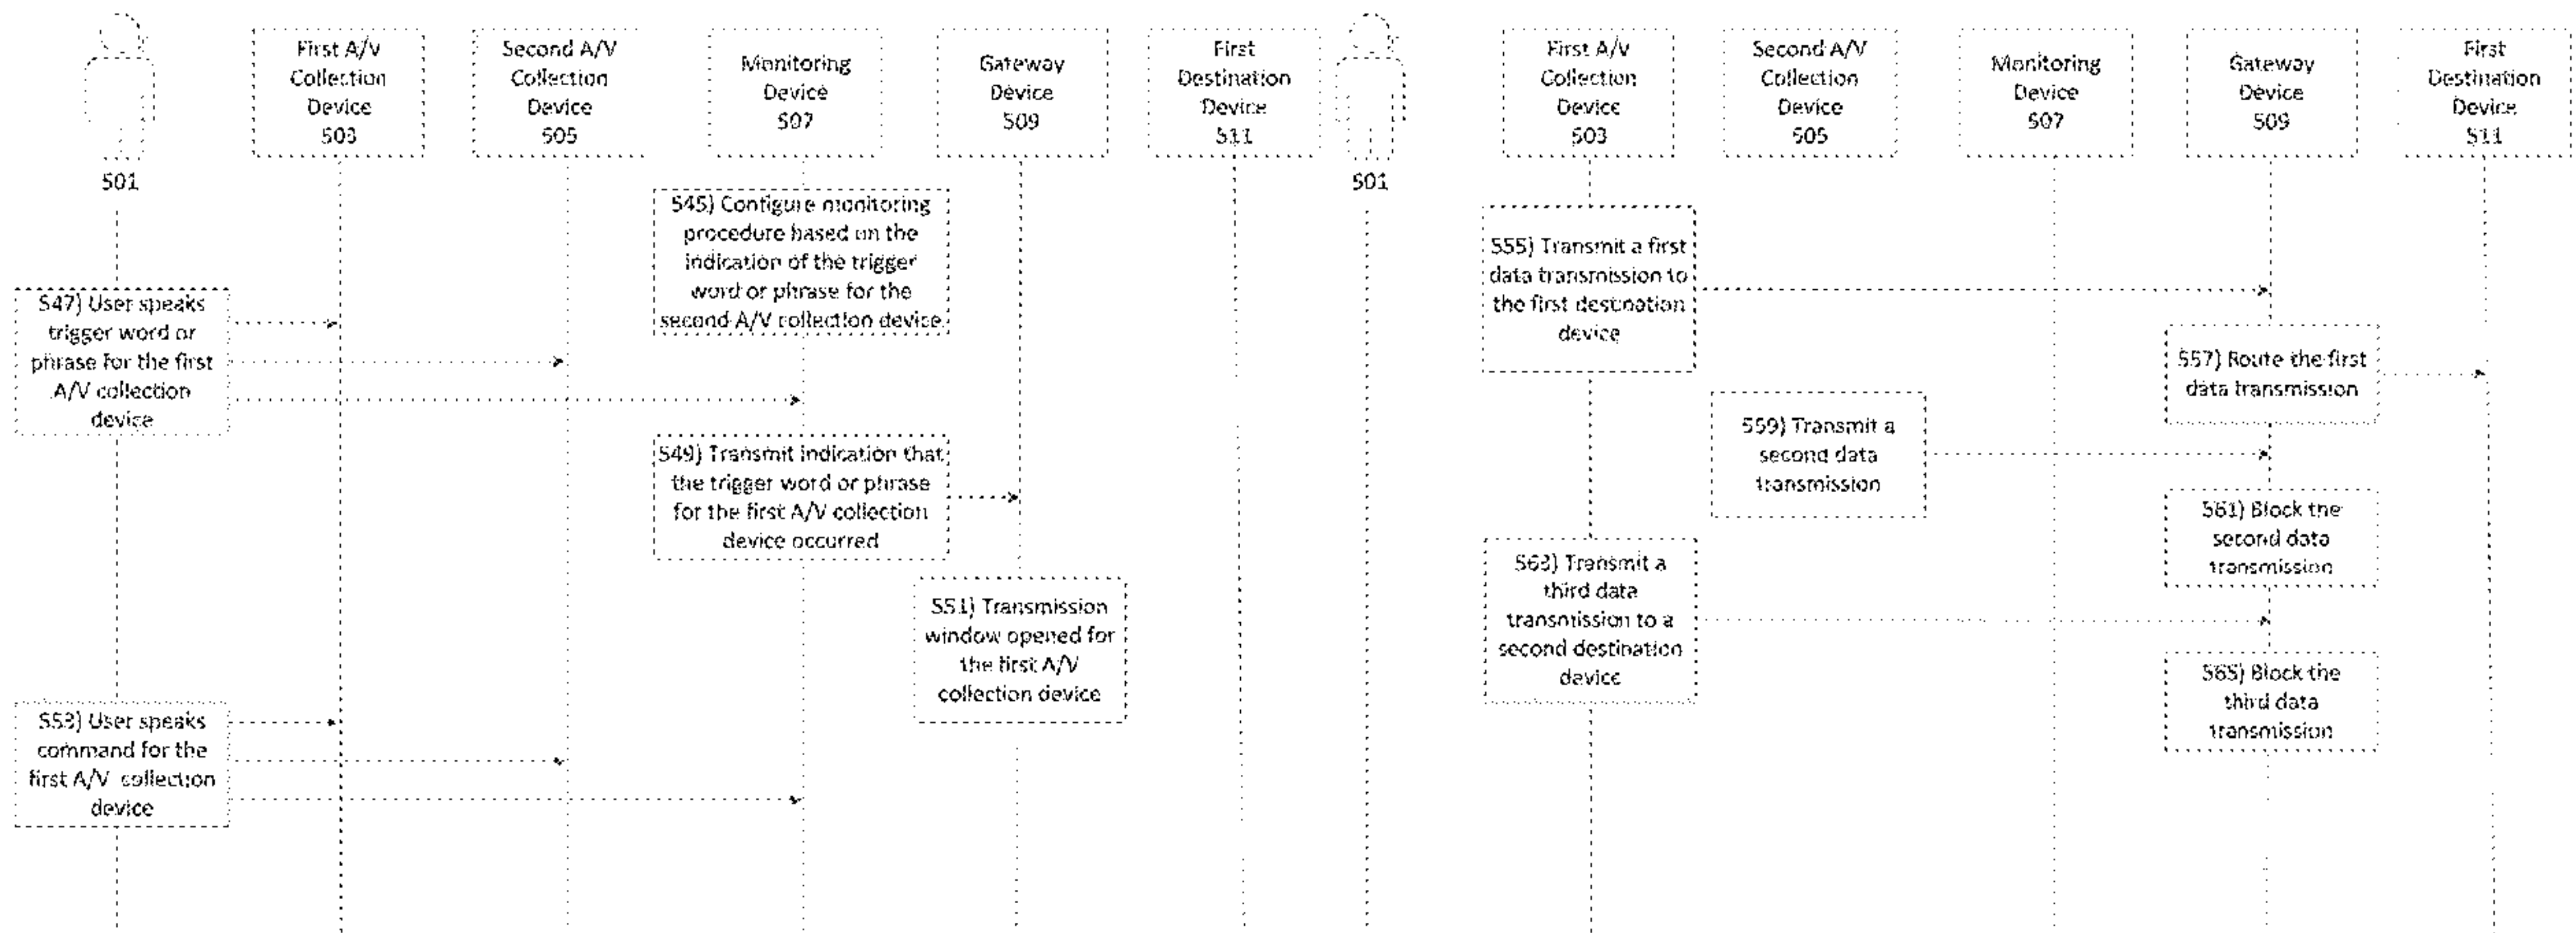 First A/V
Collection
Device
503
Second A/V
Collection
Device
505
Monitoring
Device
507
Gateway
Device
509
First
Destination
Device
511
501
545) Configure monitoring
procedure based on the
indication of the trigger
word or phrase for the
second A/V collection device
547) User speaks
trigger word or
phrase for the first
A/V collection
device
549) Transmit indication that
the trigger word or phrase
for the first A/V collection
device occurred
551) Transmission
window opened for
the first A/V
collection device
553) User speaks
command for the
first A/V collection
device
501
First A/V
Collection
Device
503
Second A/V
Collection
Device
505
Monitoring
Device
507
Gateway
Device
509
First
Destination
Device
511
555) Transmit a first
data transmission to
the first destination
device
557) Route the first
data transmission
559) Transmit a
second data
transmission
561) Block the
second data
transmission
563) Transmit a
third data
transmission to a
second destination
device
565) Block the
third data
transmission